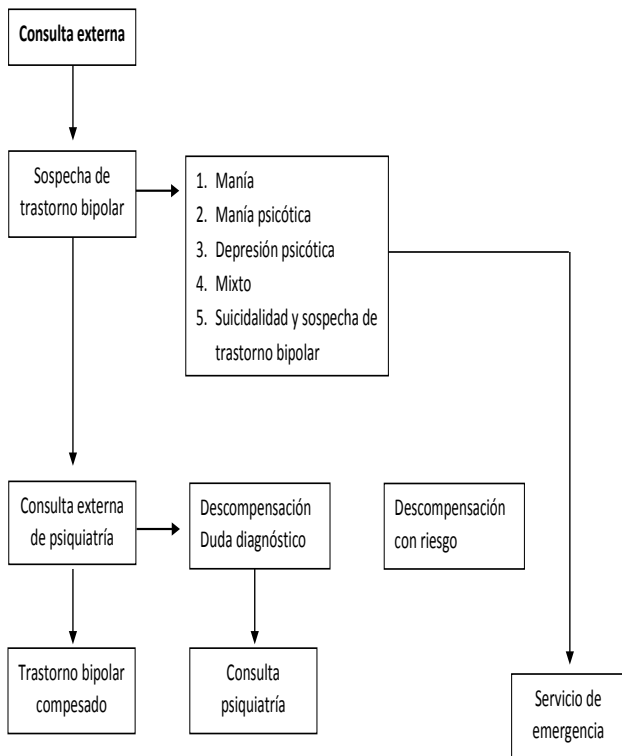 Consulta externa
Sospecha de
trastorno bipolar
1. Manía
2. Manía psicótica
3. Depresión psicótica
4. Mixto
5. Suicidalidad y sospecha de
trastorno bipolar
Consulta externa
de psiquiatría
Descompensación
Duda diagnóstico
Descompensación
con riesgo
Trastorno bipolar
compesado
Consulta
psiquiatría
Servicio de
emergencia